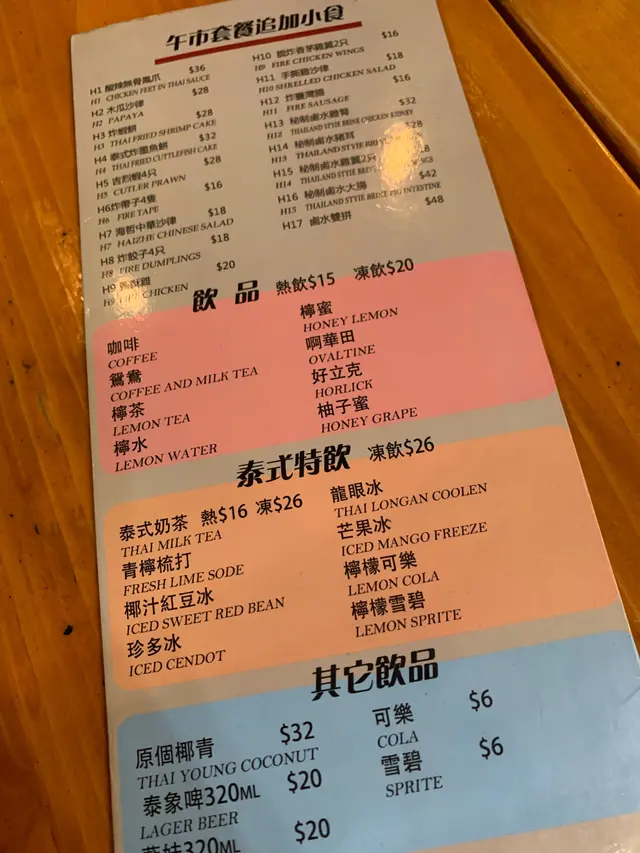 午市套餐追加小食
H1 酸辣無骨鳳爪 $36
H1 CHICKEN FEET IN THAI SAUCE
H2 木瓜沙律 $28
H2 PAPAYA
H3 炸蝦餅 $28
H3 THAI FRIED SHRIMP CAKE
H4 泰式炸墨魚餅 $32
H4 THAI FRIED CUTTLEFISH CAKE
H5 吉烈蝦4只 $28
H5 CUTLER PRAWN
H6炸帶子4隻 $16
H6 FIRE TAPE
H7 海哲中華沙律 $18
H7 HAIZHE CHINESE SALAD
H8 炸餃子4只 $18
H8 FIRE DUMPLINGS
H9 雞 $20
H9 CHICKEN
H10 脆炸香茅雞翼2只 $16
H9 FIRE CHICKEN WINGS
H11 手撕雞沙律 $18
H10 SHRELLED CHICKEN SALAD
H12 炸腸 $16
H11 FIRE SAUSAGE
H13 秘制鹵水雞腎 $32
H12 THAILAND STYIE BRINE CHICKEN KIDNEY
H14 秘制鹵水豬耳
H13 THAILAND STYIE
H15 秘制鹵水雞翼2只
H14 THAILAND STYIE
H16 秘制鹵水大腸 $42
H15 THAILAND STYIE PIG INTESTINE
H17 鹵水雙拼 $48
飲品 熱飲$15 凍飲$20
咖啡
COFFEE
鴛鴦
COFFEE AND MILK TEA
檸茶
LEMON TEA
檸水
LEMON WATER
檸蜜
HONEY LEMON
啊華田
OVALTINE
好立克
HORLICK
柚子蜜
HONEY GRAPE
泰式特飲 凍飲$26
泰式奶茶 熱$16 凍$26
THAI MILK TEA
青檸梳打
FRESH LIME SODE
椰汁紅豆冰
ICED SWEET RED BEAN
珍多冰
ICED CENDOT
龍眼冰
THAI LONGAN COOLEN
芒果冰
ICED MANGO FREEZE
檸檬可樂
LEMON COLA
檸檬雪碧
LEMON SPRITE
其它飲品
原個椰青 $32
THAI YOUNG COCONUT
泰象啤320ML $20
LAGER BEER
320ML $20
可樂 $6
COLA
雪碧 $6
SPRITE